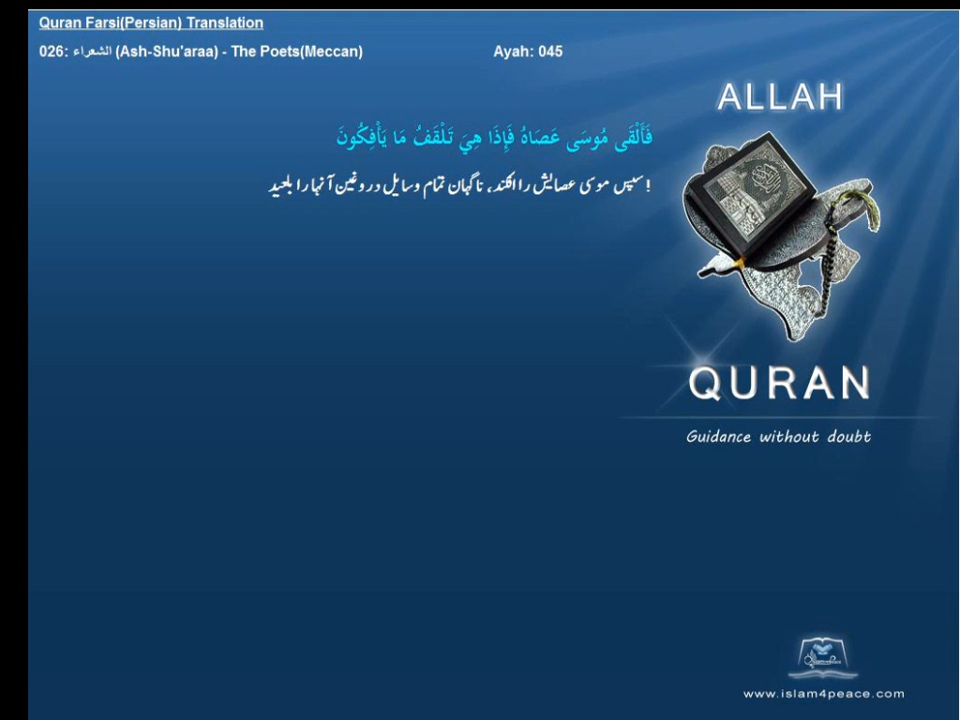 Quran Farsi(Persian) Translation
026: الشعراء (Ash-Shu'araa) - The Poets(Meccan) Ayah: 045
ALLAH
فَأَلْقَى مُوسَى عَصَاهُ فَإِذَا هِيَ تَلْقَفُ مَا يَأْفِكُونَ
! سپس موسی عصایش را افکند، ناگهان تمام وسایل دروغین آنها را بلعید
QURAN
Guidance without doubt
www.islam4peace.com